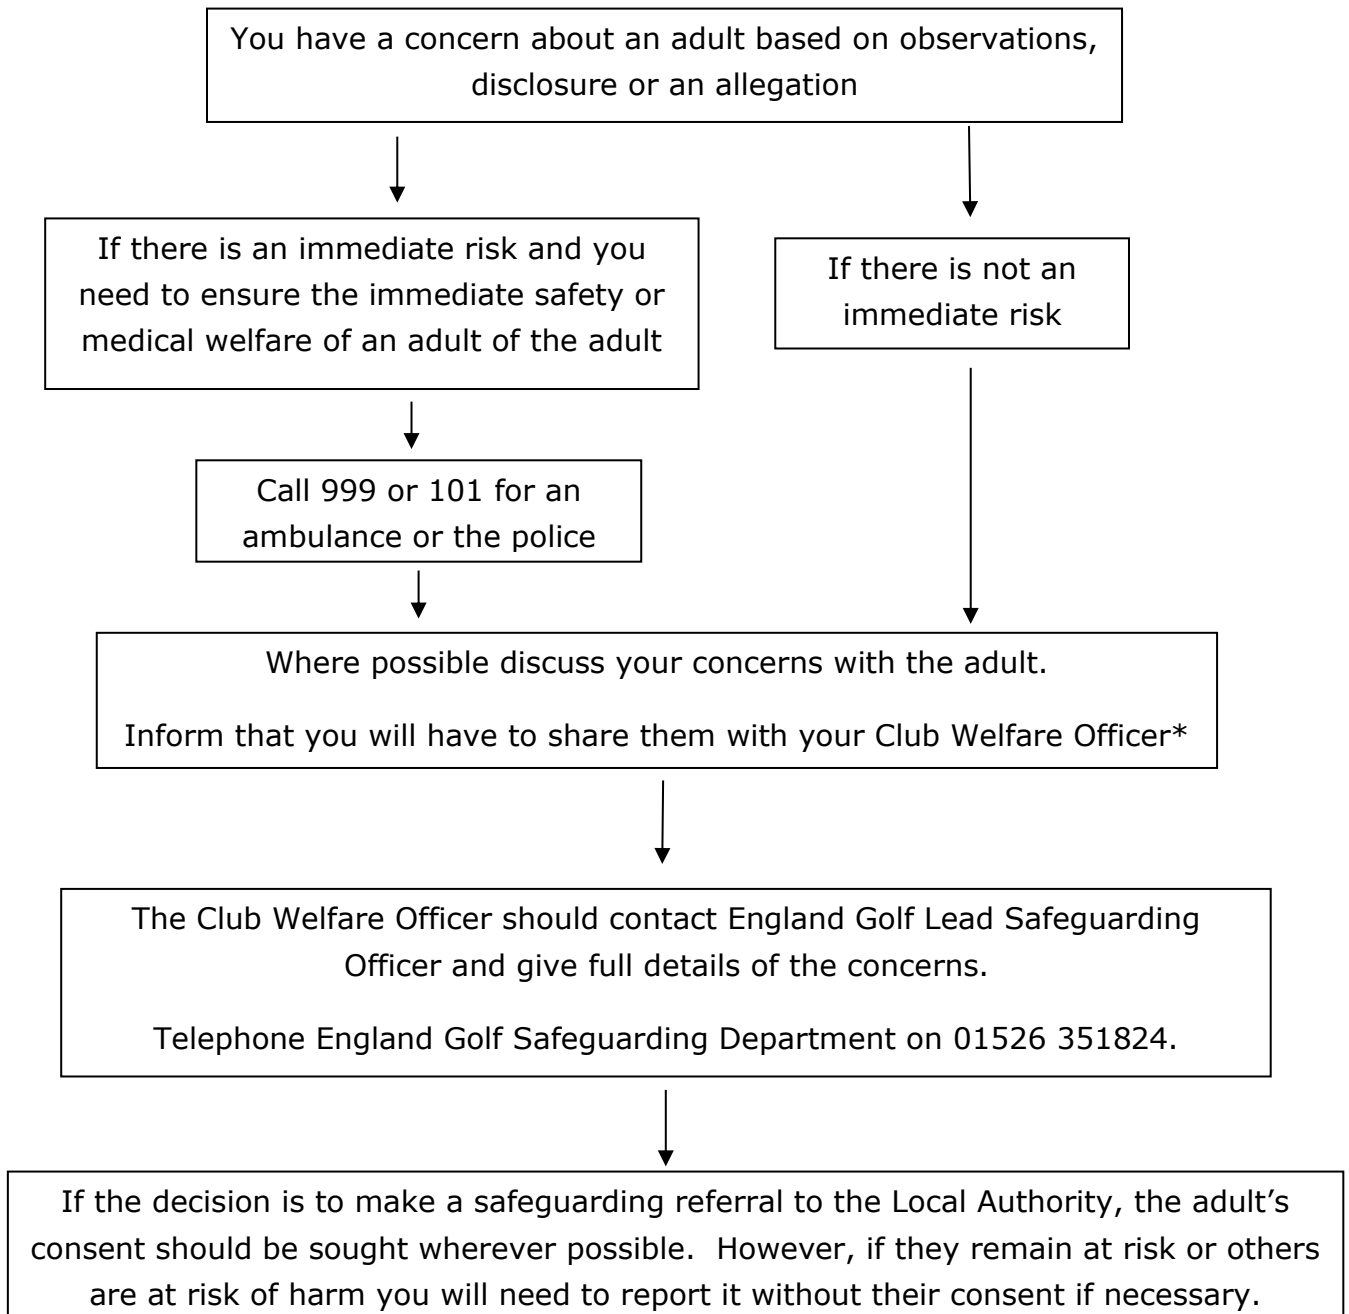 You have a concern about an adult based on observations,
disclosure or an allegation
If there is an immediate risk and you
need to ensure the immediate safety or
medical welfare of an adult of the adult
If there is not an
immediate risk
Call 999 or 101 for an
ambulance or the police
Where possible discuss your concerns with the adult.
Inform that you will have to share them with your Club Welfare Officer*
The Club Welfare Officer should contact England Golf Lead Safeguarding
Officer and give full details of the concerns.
Telephone England Golf Safeguarding Department on 01526 351824.
If the decision is to make a safeguarding referral to the Local Authority, the adult’s
consent should be sought wherever possible.  However, if they remain at risk or others
are at risk of harm you will need to report it without their consent if necessary.